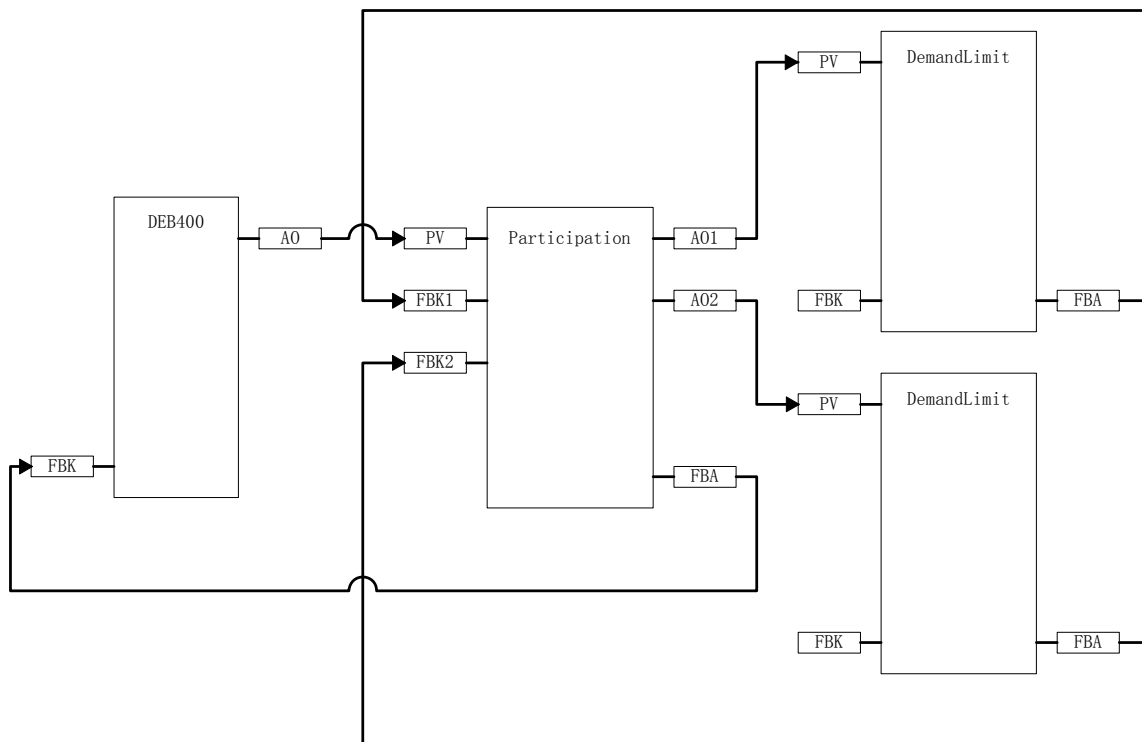 PV
DemandLimit
DEB400
AO
PV
Participation
AO1
FBK1
AO2
FBK
FBA
FBK2
PV
DemandLimit
FBK
FBA
FBK
FBA